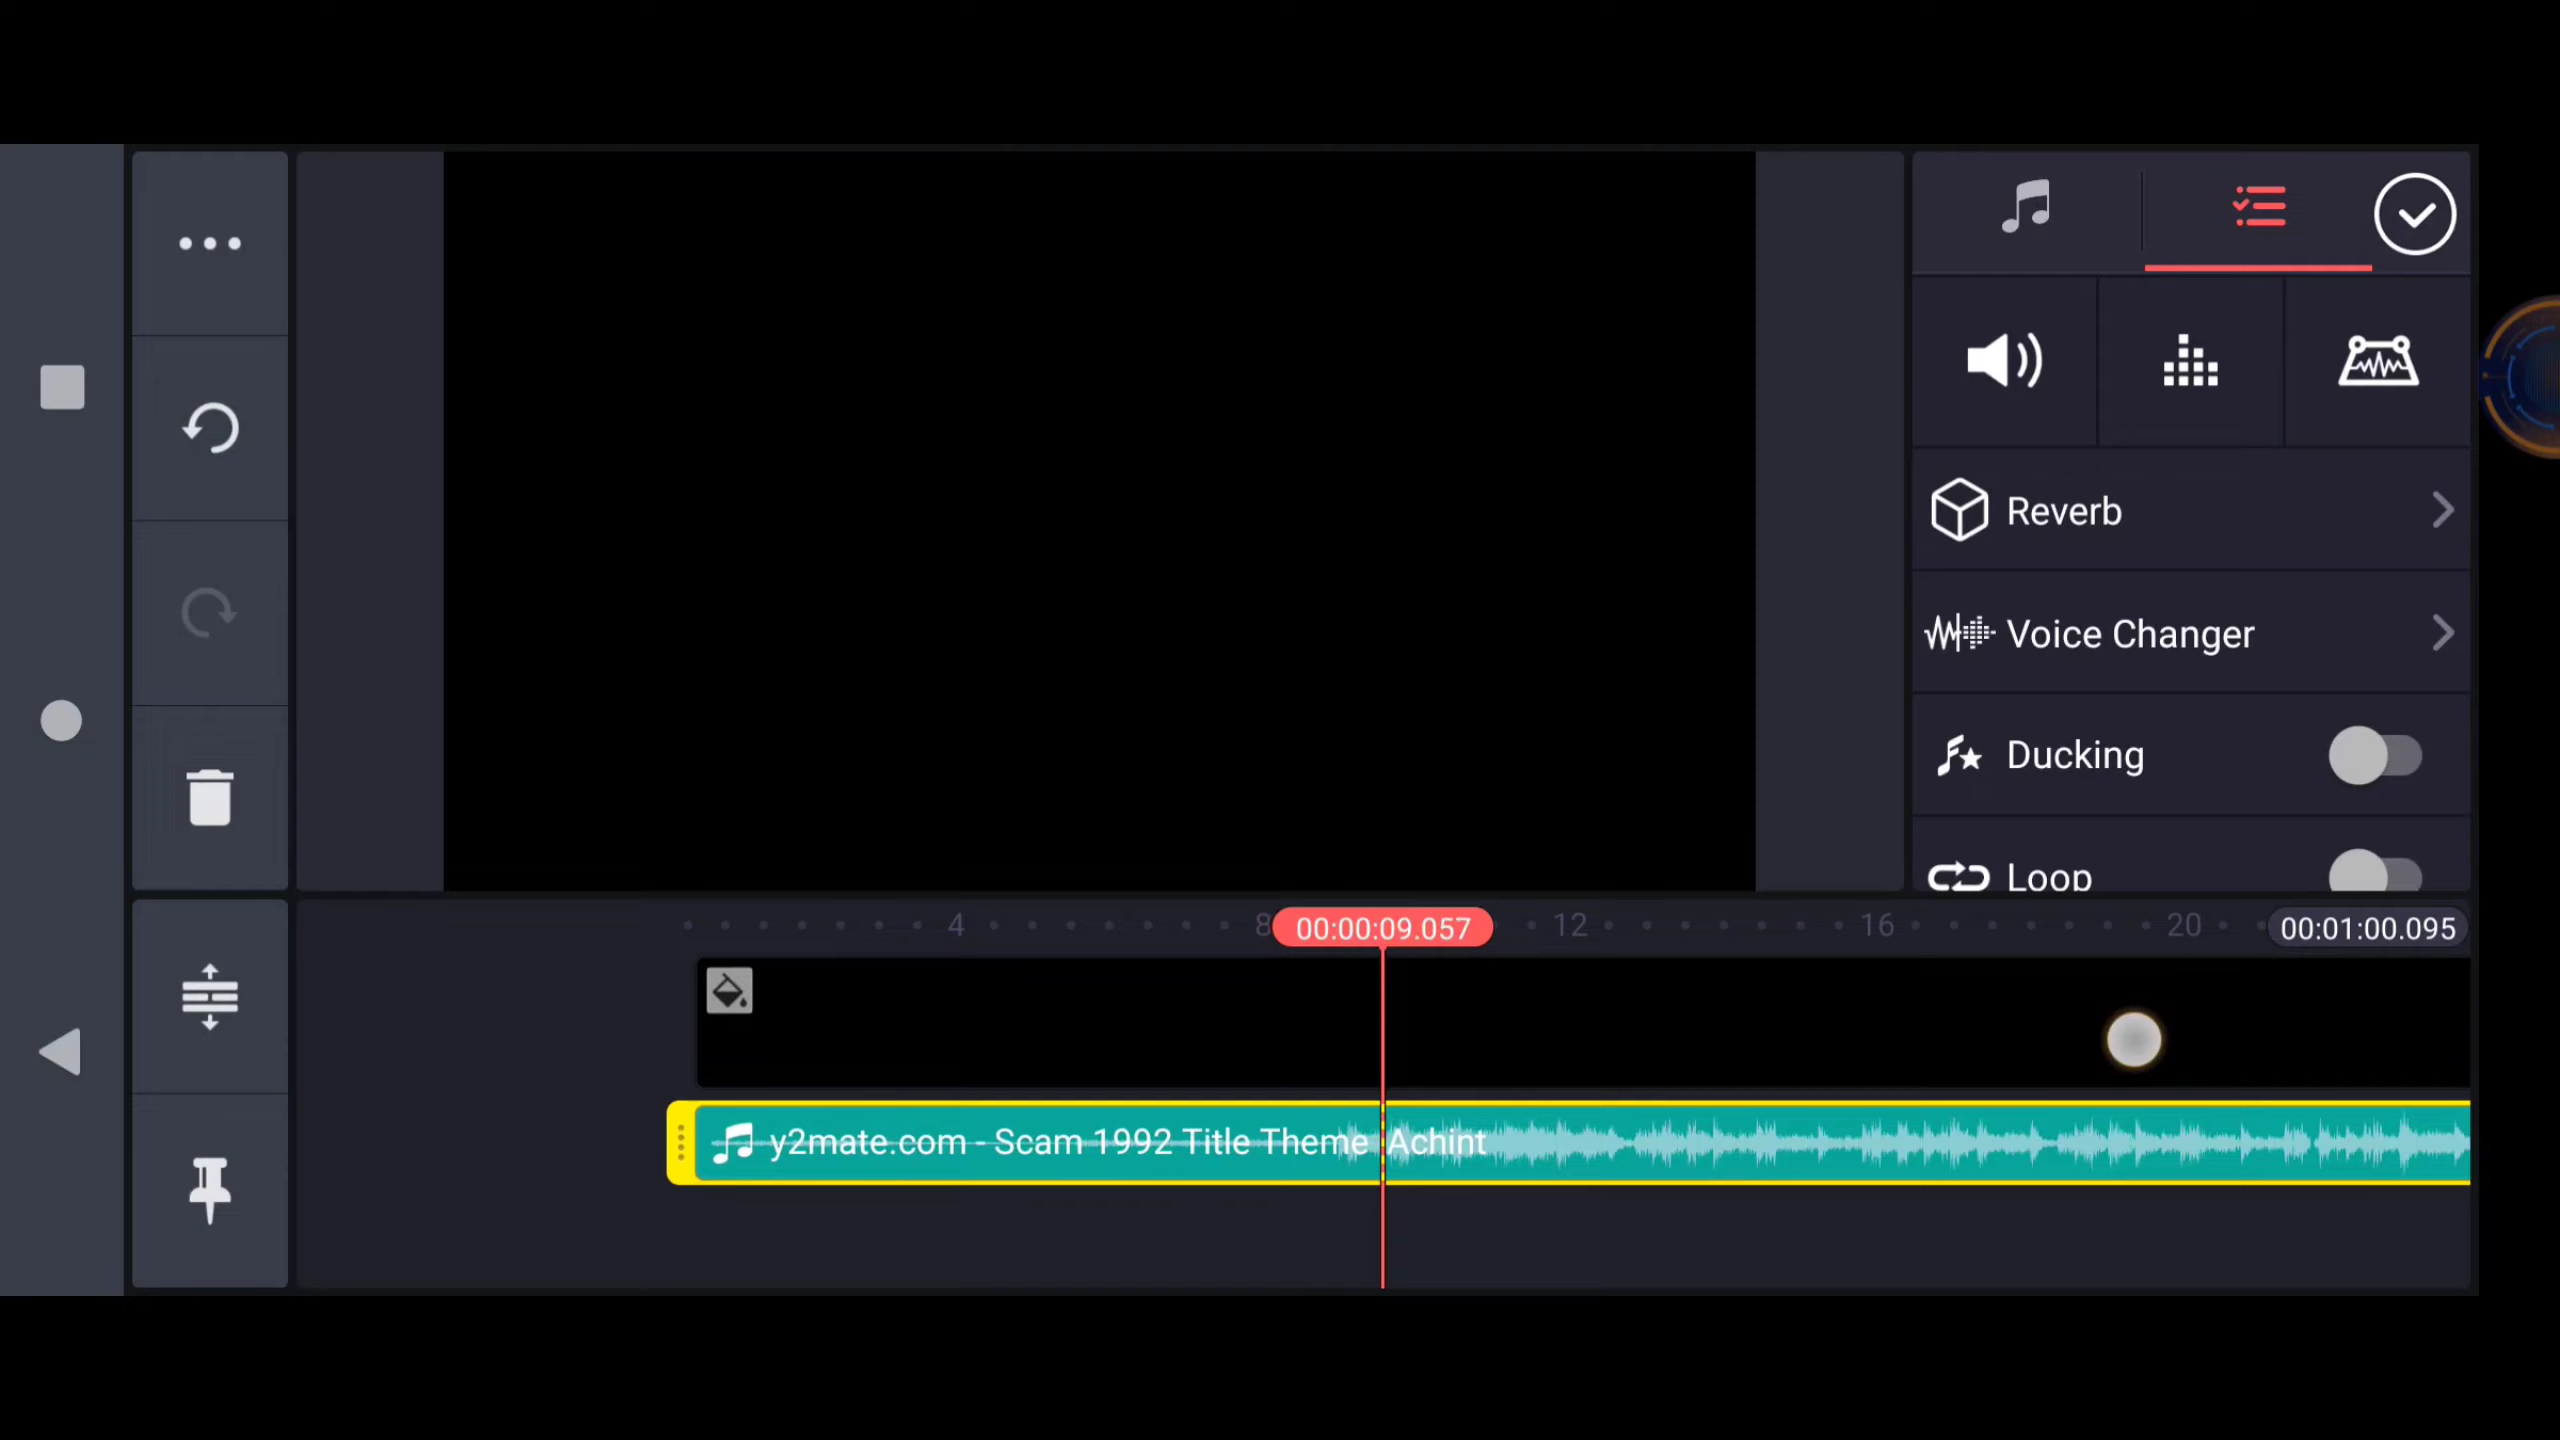 Reverb
Voice Changer
Ducking
Loop
4
8
00:00:09.057
12
16
20
00:01:00.095
y2mate.com - Scam 1992 Title Theme Achint